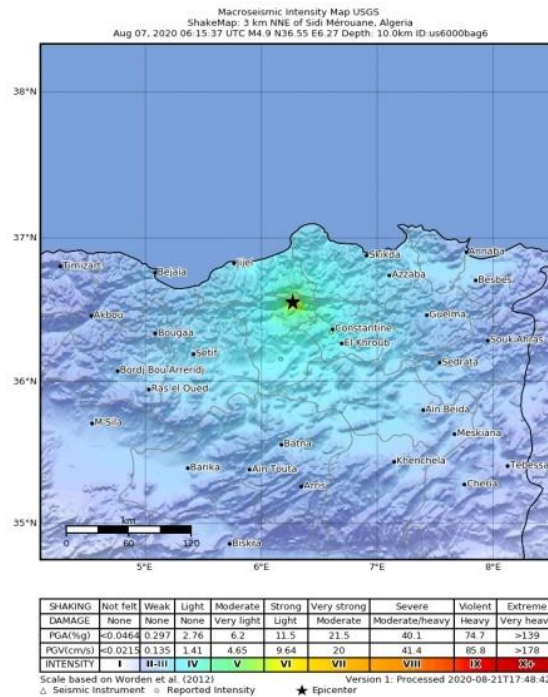 Macroseismic Intensity Map USGS
ShakeMap: 3 km NNE of Sidi Mérouane, Algeria
Aug 07, 2020 06:15:37 UTC M4.9 N36.55 E6.27 Depth: 10.0km ID:us6000bag6
38°N
37°N
Skikda
Annaba
Timizart
Jijel
Bejaïa
Azzaba
Besbes
Akbou
Guelma
Bougaa
Constantine
El Khroub
Souk Ahras
Setif
Sedrata
Bordj Bou Arreridj
36°N
Ras el Oued
Ain Beida
M'Sila
Meskiana
Batna
Barika
Ain Touta
Khenchela
Tebessa
Arris
Cheria
35°N
km
0 60 120
Biskra
5°E 6°E 7°E 8°E
SHAKING Not felt Weak Light Moderate Strong Very strong Severe Violent Extreme
DAMAGE None None None Very light Light Moderate Moderate/heavy Heavy Very heavy
PGA(%g) <0.0464 0.297 2.76 6.2 11.5 21.5 40.1 74.7 >139
PGV(cm/s) <0.0215 0.135 1.41 4.65 9.64 20 41.4 85.8 >178
INTENSITY I II-III IV V VI VII VIII IX X+
Scale based on Worden et al. (2012) Version 1: Processed 2020-08-21T17:48:42
△ Seismic Instrument ○ Reported Intensity ★ Epicenter